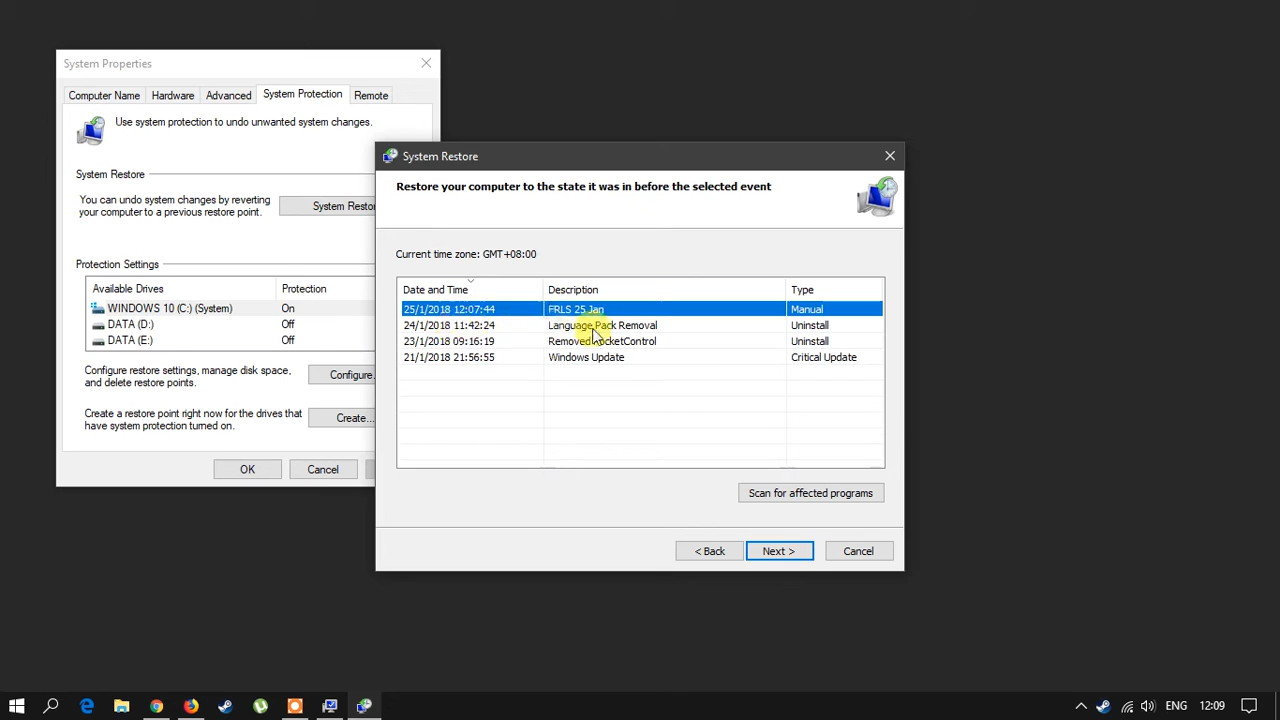 System Properties
Computer Name Hardware Advanced System Protection Remote
Use system protection to undo unwanted system changes.
System Restore
You can undo system changes by reverting
your computer to a previous restore point.
System Restor
Protection Settings
Available Drives Protection
WINDOWS 10 (C:) (System) On
DATA (D:) Off
DATA (E:) Off
Configure restore settings, manage disk space,
and delete restore points.
Configure.
Create a restore point right now for the drives that
have system protection turned on.
Create...
OK Cancel
System Restore
Restore your computer to the state it was in before the selected event
Current time zone: GMT+08:00
Date and Time Description Type
25/1/2018 12:07:44 FRLS 25 Jan Manual
24/1/2018 11:42:24 Language Pack Removal Uninstall
23/1/2018 09:16:19 Removed RocketControl Uninstall
21/1/2018 21:56:55 Windows Update Critical Update
Scan for affected programs
< Back Next > Cancel
ENG 12:09